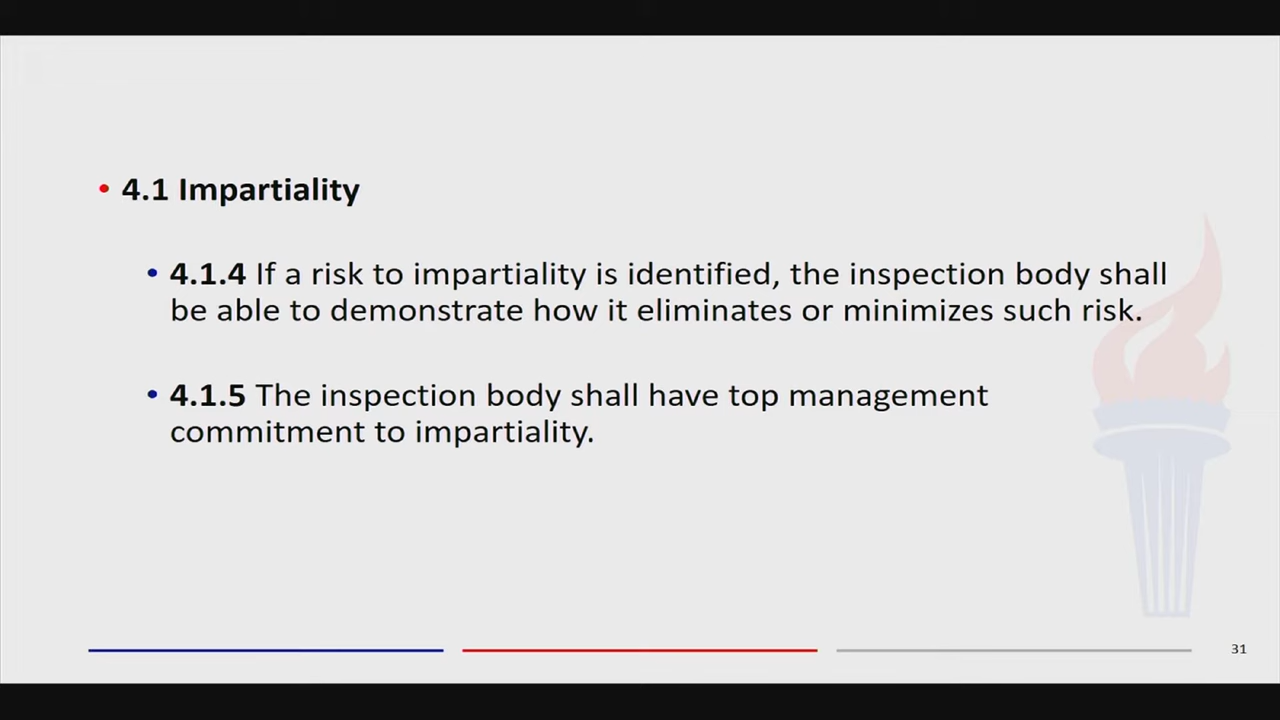 • 4.1 Impartiality
• 4.1.4 If a risk to impartiality is identified, the inspection body shall
be able to demonstrate how it eliminates or minimizes such risk.
• 4.1.5 The inspection body shall have top management
commitment to impartiality.
31